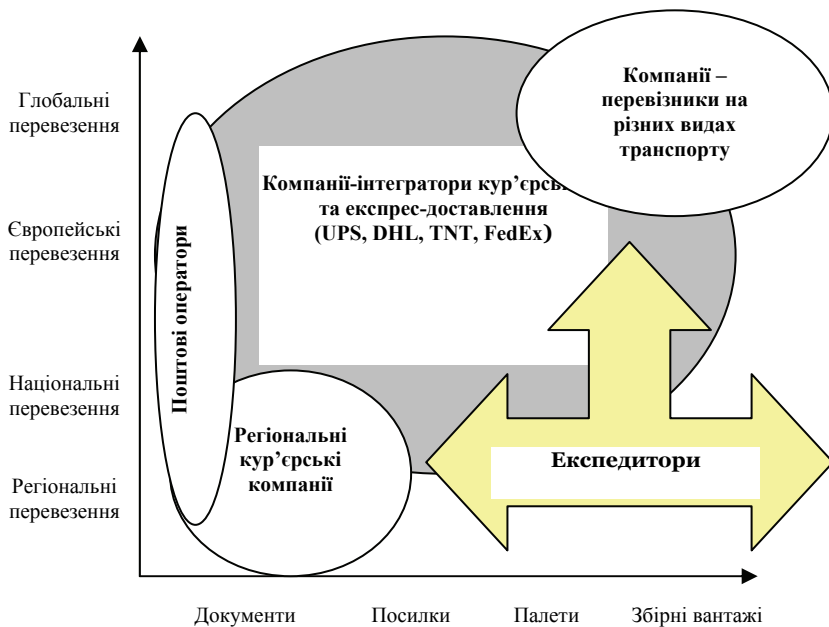 Глобальні
перевезення
Європейські
перевезення
Національні
перевезення
Регіональні
перевезення
Компанії –
перевізники на
різних видах
транспорту
Компанії-інтегратори кур’єрсь
та експрес-доставлення
(UPS, DHL, TNT, FedEx)
Поштові оператори
Регіональні
кур’єрські
компанії
Експедитори
Документи Посилки Палети Збірні вантажі